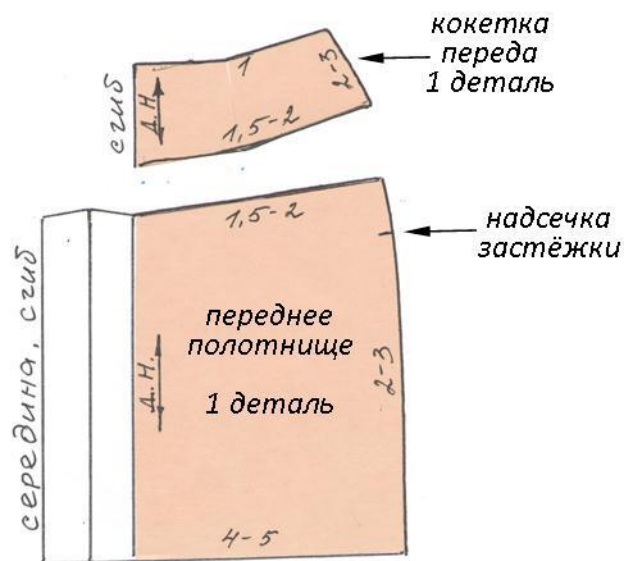 кокетка
переда
1 деталь
1
2-3
сгиб
Д.Н.
1,5-2
1,5-2
надсечка
застёжки
середина, сгиб
переднее
полотнище
1 деталь
Д.Н.
2-3
4-5